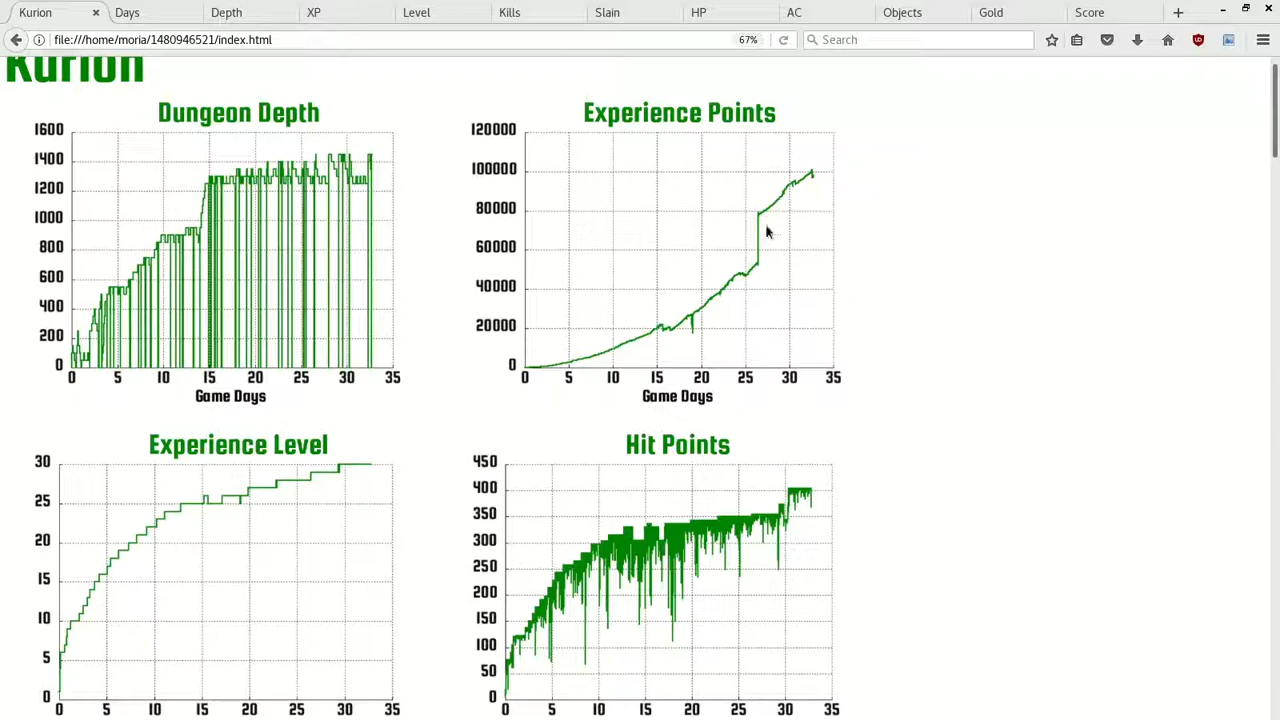 Kurion
Days
Depth
XP
Level
Kills
Slain
HP
AC
Objects
Gold
Score
file:///home/moria/1480946521/index.html
67%
Search
Kurion
Dungeon Depth
1600
1400
1200
1000
800
600
400
200
0
0 5 10 15 20 25 30 35
Game Days
Experience Points
120000
100000
80000
60000
40000
20000
0
0 5 10 15 20 25 30 35
Game Days
Experience Level
30
25
20
15
10
5
0
0 5 10 15 20 25 30 35
Hit Points
450
400
350
300
250
200
150
100
50
0
0 5 10 15 20 25 30 35